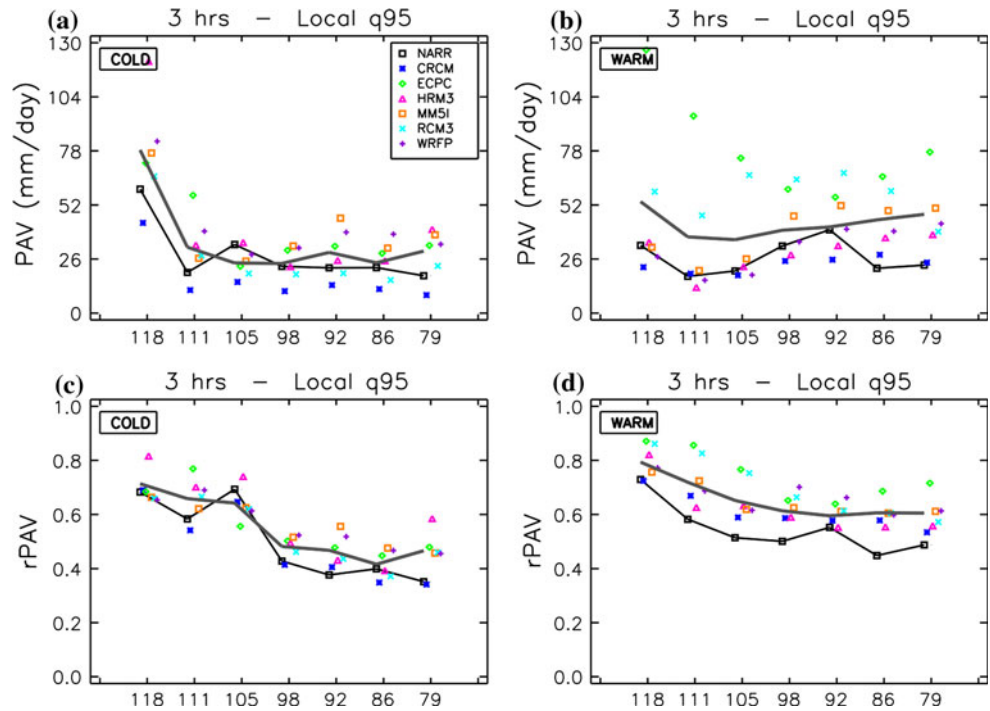 (a) 3 hrs – Local q95
COLD
NARR
CRCM
ECPC
HRM3
MM5I
RCM3
WRFP
PAV (mm/day)
130
104
78
52
26
0
118 111 105 98 92 86 79
(b) 3 hrs – Local q95
WARM
PAV (mm/day)
130
104
78
52
26
0
118 111 105 98 92 86 79
(c) 3 hrs – Local q95
COLD
rPAV
1.0
0.8
0.6
0.4
0.2
0.0
118 111 105 98 92 86 79
(d) 3 hrs – Local q95
WARM
rPAV
1.0
0.8
0.6
0.4
0.2
0.0
118 111 105 98 92 86 79